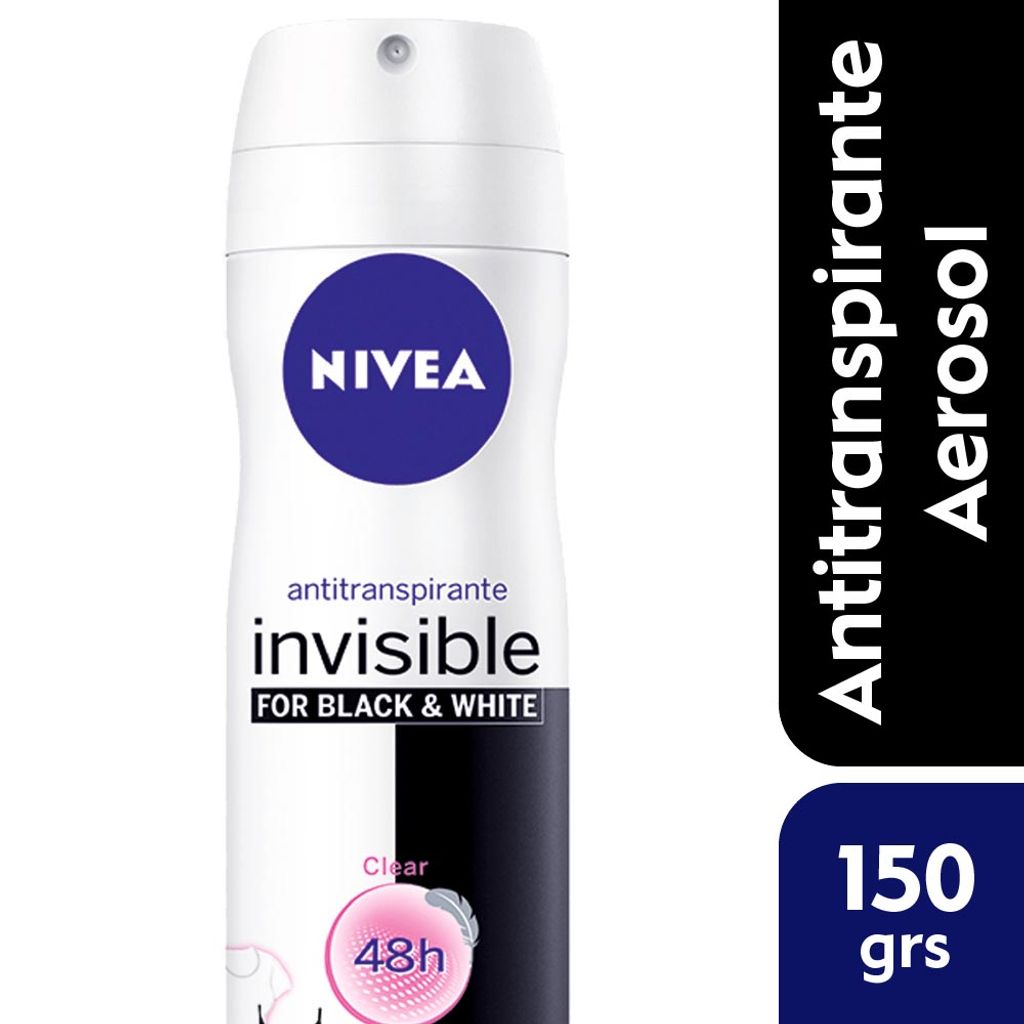 NIVEA
antitranspirante
invisible
FOR BLACK & WHITE
Clear
48h
Antitranspirante
Aerosol
150
grs